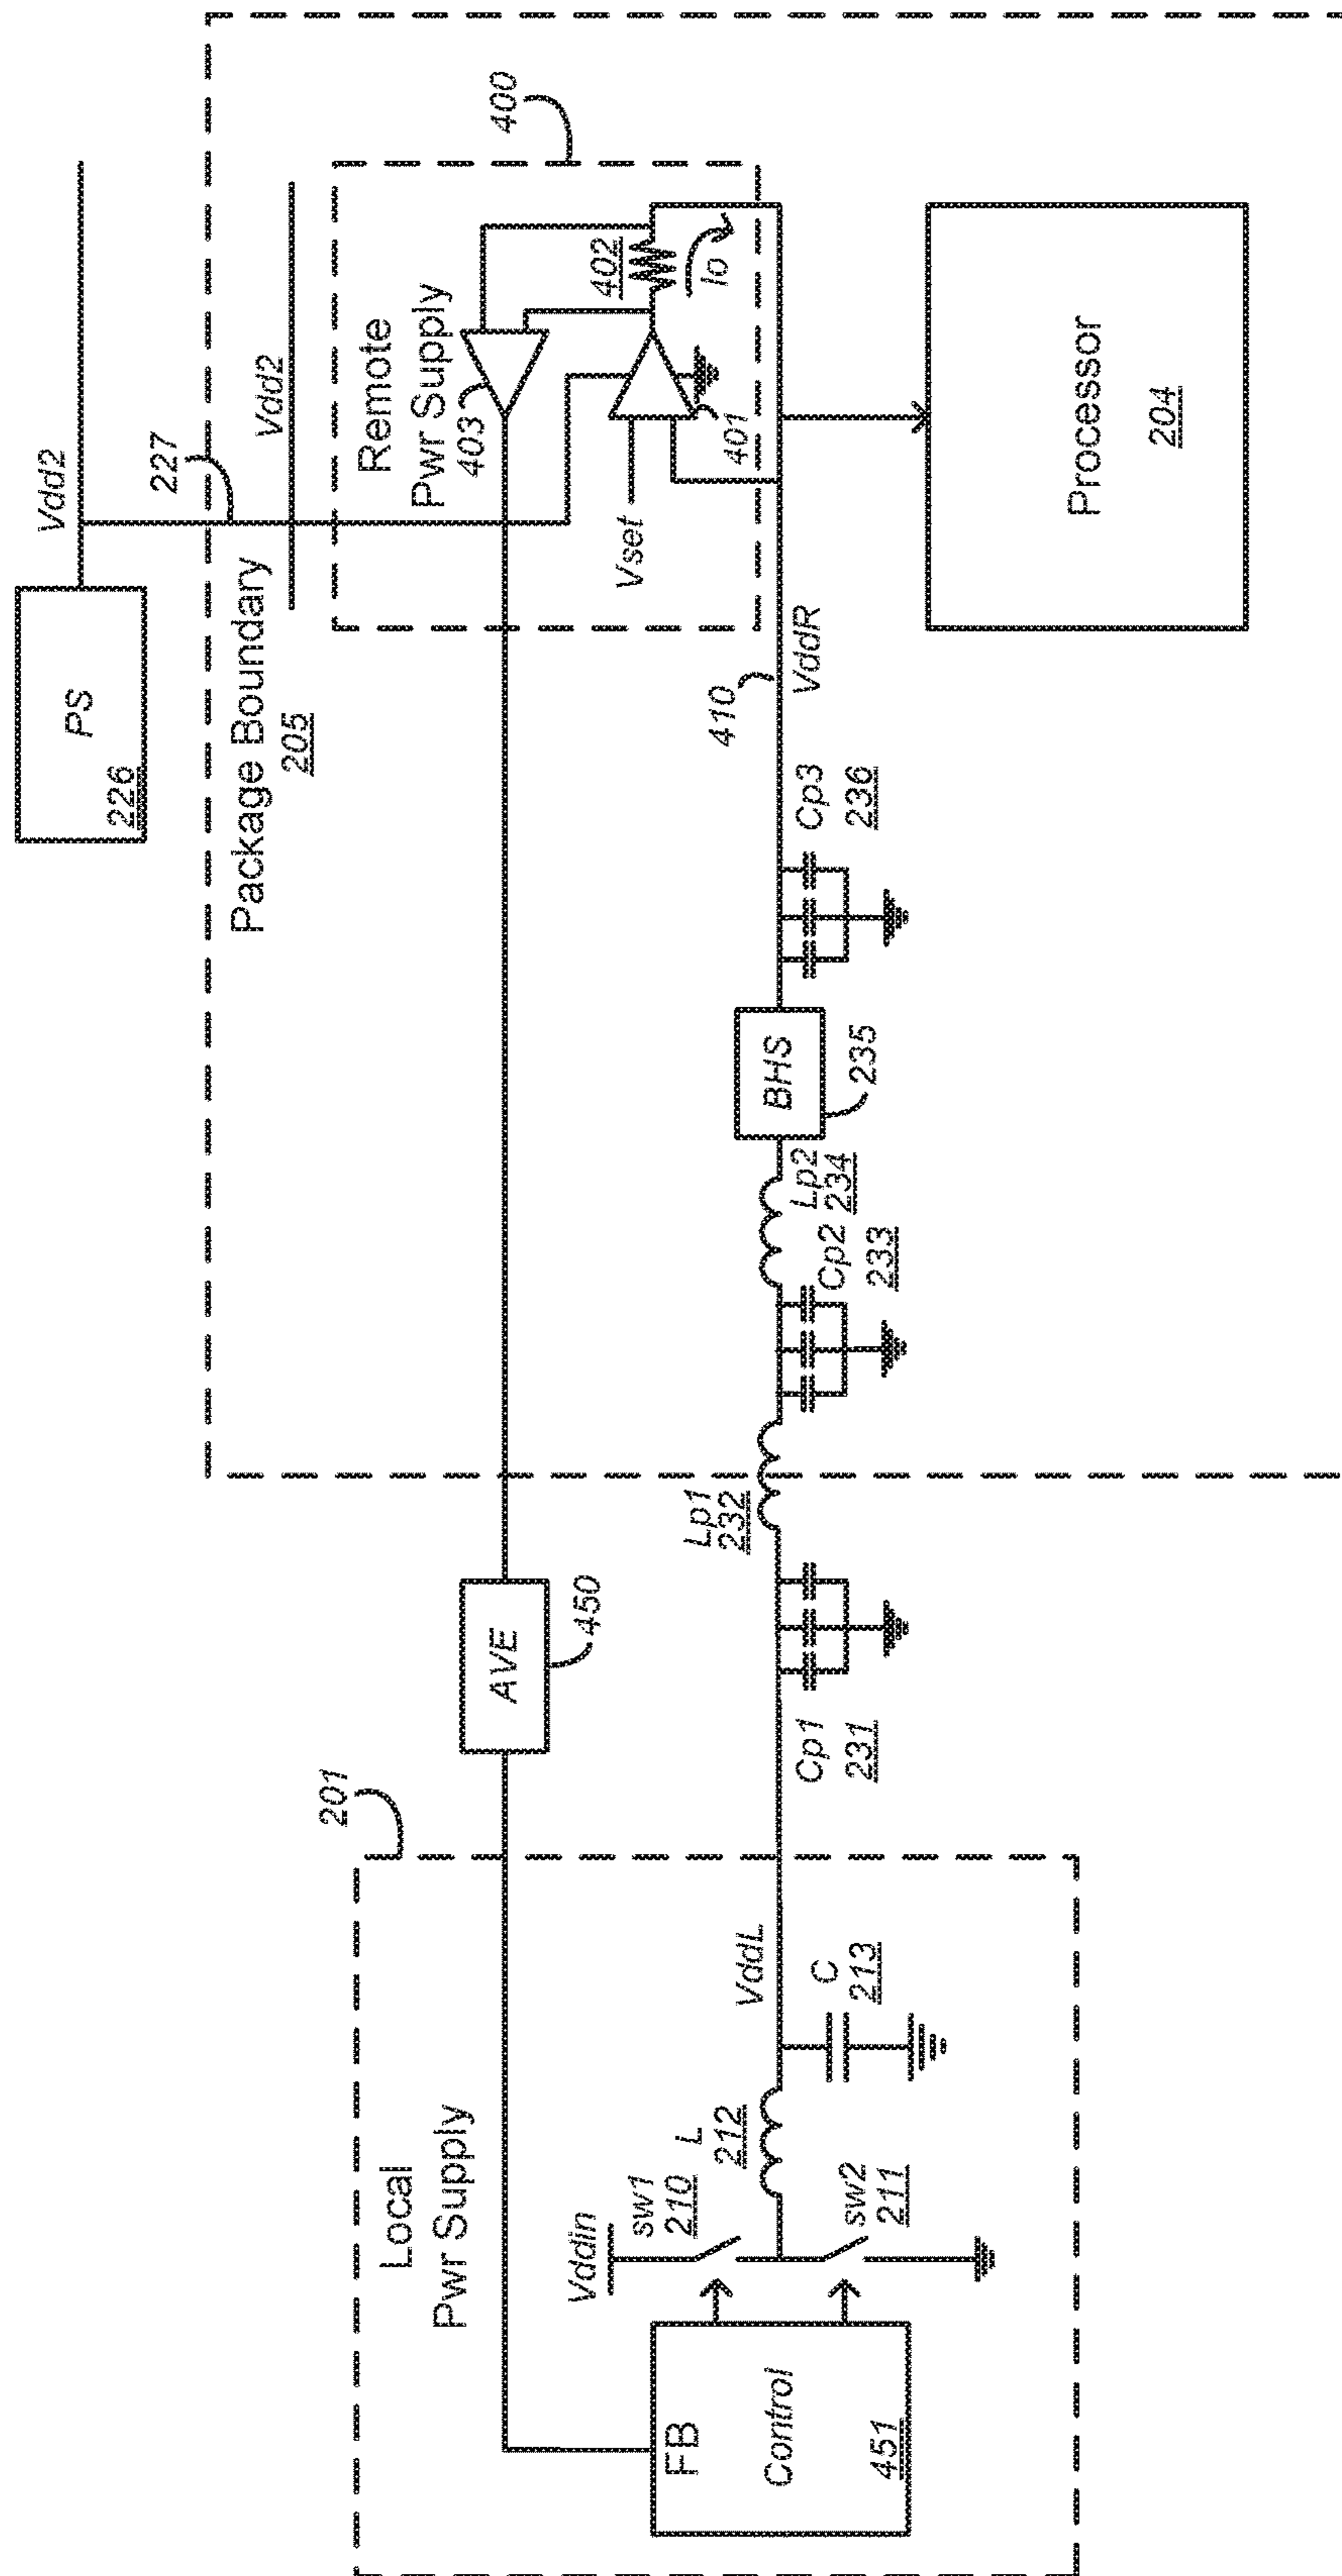 Local
Pwr Supply
201
FB
Control
451
Vddin
sw1
210
sw2
211
L
212
VddL
C
213
AVE
450
Cp1
231
Lp1
232
Cp2
233
Lp2
234
BHS
235
Cp3
236
410
VddR
PS
226
Vdd2
227
Package Boundary
205
Vdd2
Remote
Pwr Supply
400
403
402
Io
Vset
401
Processor
204